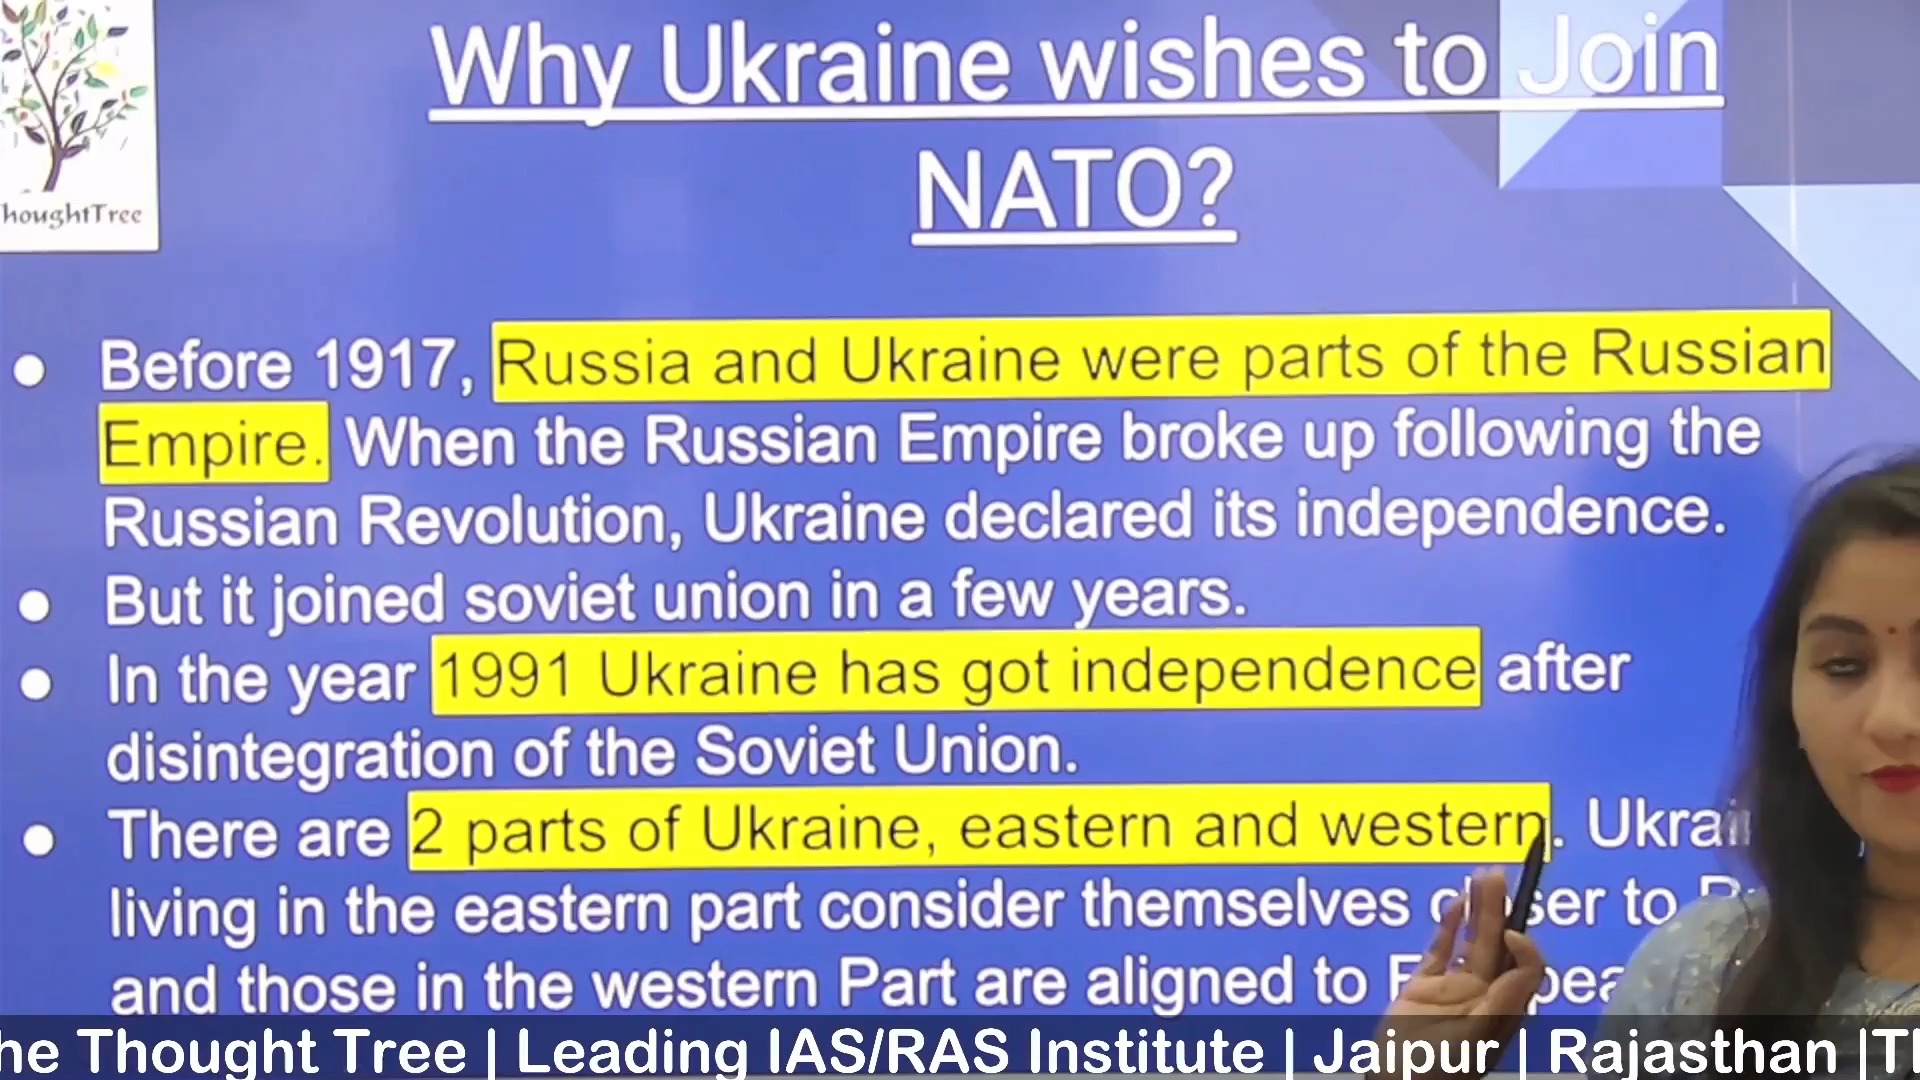 Why Ukraine wishes to Join
NATO?
houghtTree
Before 1917, Russia and Ukraine were parts of the Russian
Empire. When the Russian Empire broke up following the
Russian Revolution, Ukraine declared its independence.
But it joined soviet union in a few years.
In the year 1991 Ukraine has got independence after
disintegration of the Soviet Union.
There are 2 parts of Ukraine, eastern and western.
living in the eastern part consider themselves closer to
and those in the western Part are aligned to
he Thought Tree | Leading IAS/RAS Institute | Jaipur | Rajasthan |